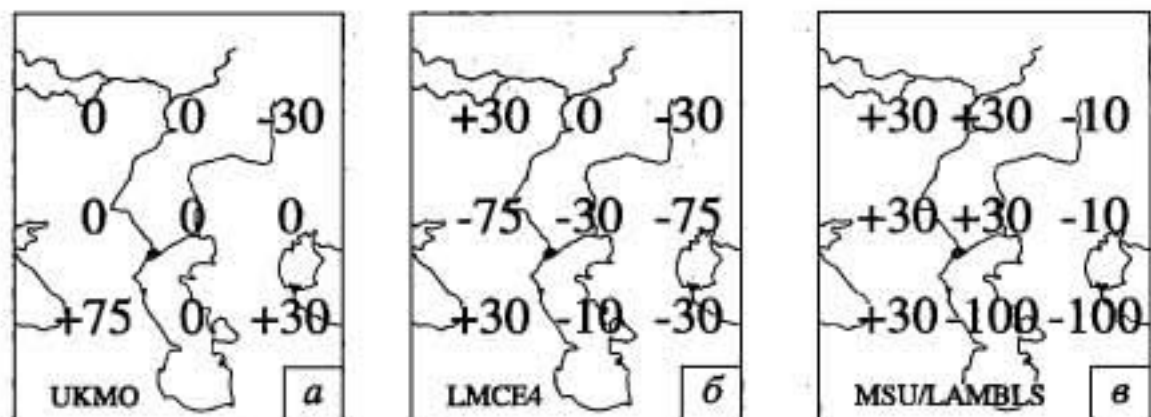 0 0 -30
0 0 0
+75 0 +30
UKMO а
+30 0 -30
-75 -30 -75
+30 -10 -30
LMCE4 б
+30 +30 -10
+30 +30 -10
+30 -100 -100
MSU/LAMBLS в